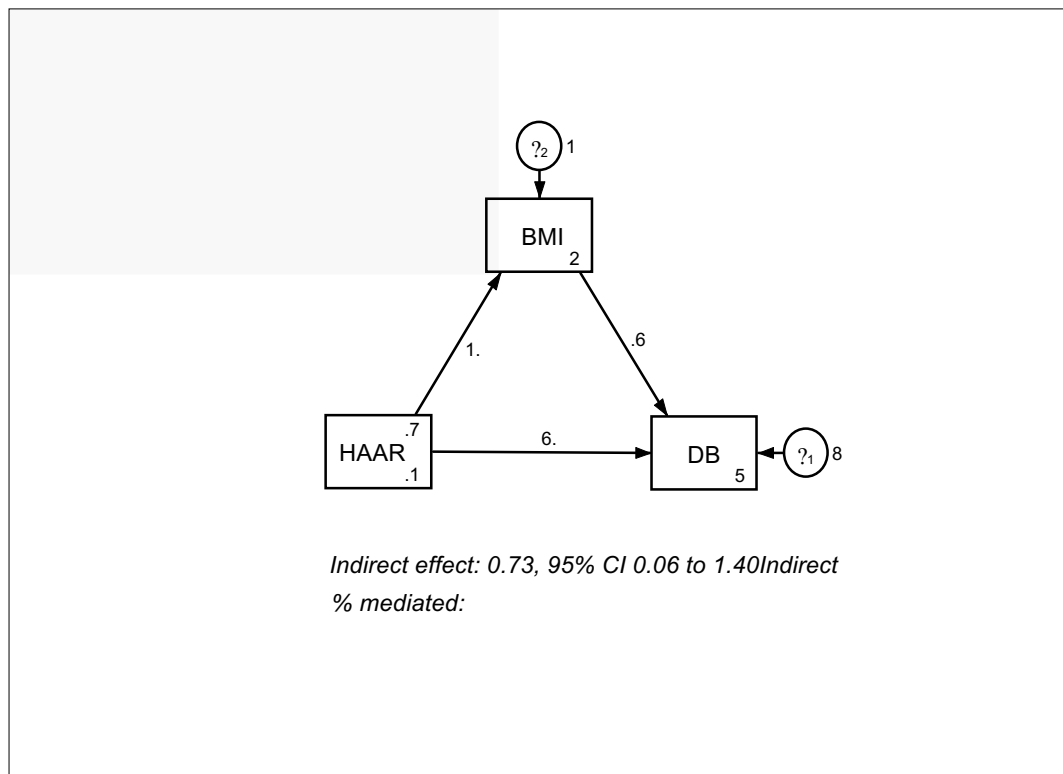 ?2 1
BMI
2
1.
.6
.7
HAAR
.1
6.
DB
5
?1 8
Indirect effect: 0.73, 95% CI 0.06 to 1.40Indirect
% mediated: